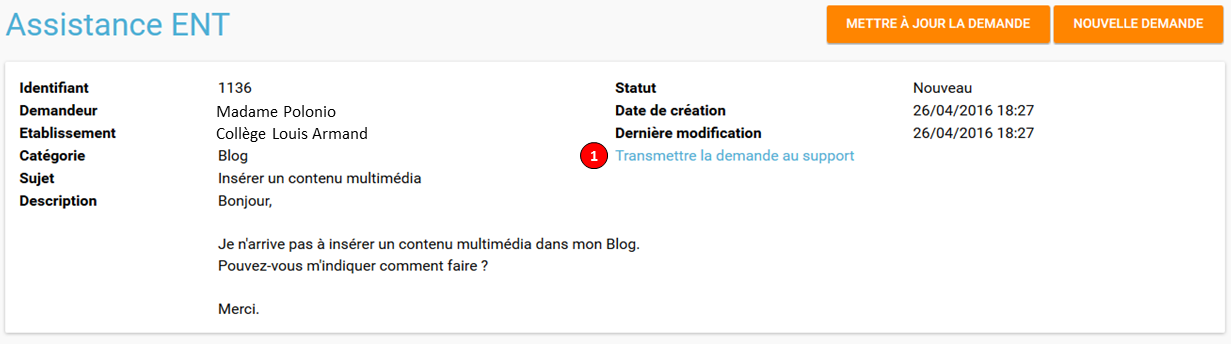 Assistance ENT
METTRE À JOUR LA DEMANDE
NOUVELLE DEMANDE
Identifiant 1136
Demandeur Madame Polonio
Etablissement Collège Louis Armand
Catégorie Blog
Sujet Insérer un contenu multimédia
Description Bonjour,
Je n'arrive pas à insérer un contenu multimédia dans mon Blog.
Pouvez-vous m'indiquer comment faire ?
Merci.
Statut Nouveau
Date de création 26/04/2016 18:27
Dernière modification 26/04/2016 18:27
1 Transmettre la demande au support